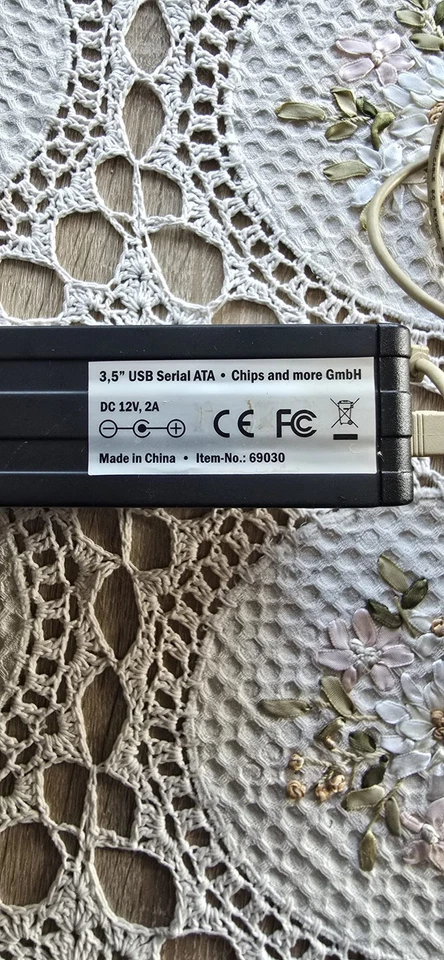 3,5” USB Serial ATA • Chips and more GmbH
DC 12V, 2A
CE FC
Made in China • Item-No.: 69030